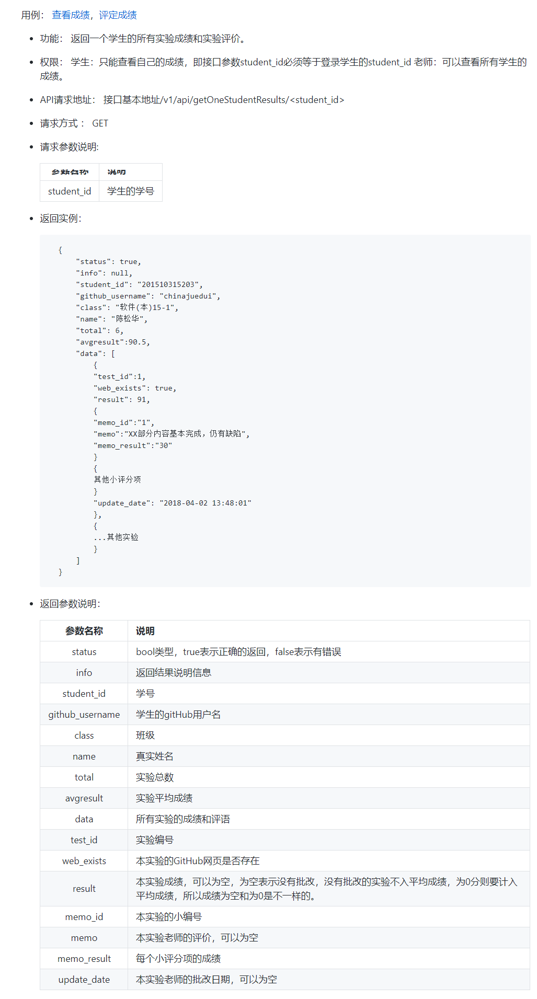 用例： 查看成绩，评定成绩
功能： 返回一个学生的所有实验成绩和实验评价。
权限： 学生：只能查看自己的成绩，即接口参数student_id必须等于登录学生的student_id 老师：可以查看所有学生的
成绩。
API请求地址： 接口基本地址/v1/api/getOneStudentResults/<student_id>
请求方式 ： GET
请求参数说明:
参数名称 说明
student_id 学生的学号
返回实例：
{
"status": true,
"info": null,
"student_id": "201510315203",
"github_username": "chinajuedui",
"class": "软件(本)15-1",
"name": "陈松华",
"total": 6,
"avgresult":90.5,
"data": [
{
"test_id":1,
"web_exists": true,
"result": 91,
{
"memo_id":"1",
"memo":"XX部分内容基本完成，仍有缺陷",
"memo_result":"30"
}
{
其他小评分项
}
"update_date": "2018-04-02 13:48:01"
},
{
...其他实验
}
]
}
返回参数说明：
参数名称 说明
status bool类型，true表示正确的返回，false表示有错误
info 返回结果说明信息
student_id 学号
github_username 学生的gitHub用户名
class 班级
name 真实姓名
total 实验总数
avgresult 实验平均成绩
data 所有实验的成绩和评语
test_id 实验编号
web_exists 本实验的GitHub网页是否存在
result 本实验成绩，可以为空，为空表示没有批改，没有批改的实验不入平均成绩，为0分则要计入
平均成绩，所以成绩为空和为0是不一样的。
memo_id 本实验的小编号
memo 本实验老师的评价，可以为空
memo_result 每个小评分项的成绩
update_date 本实验老师的批改日期，可以为空